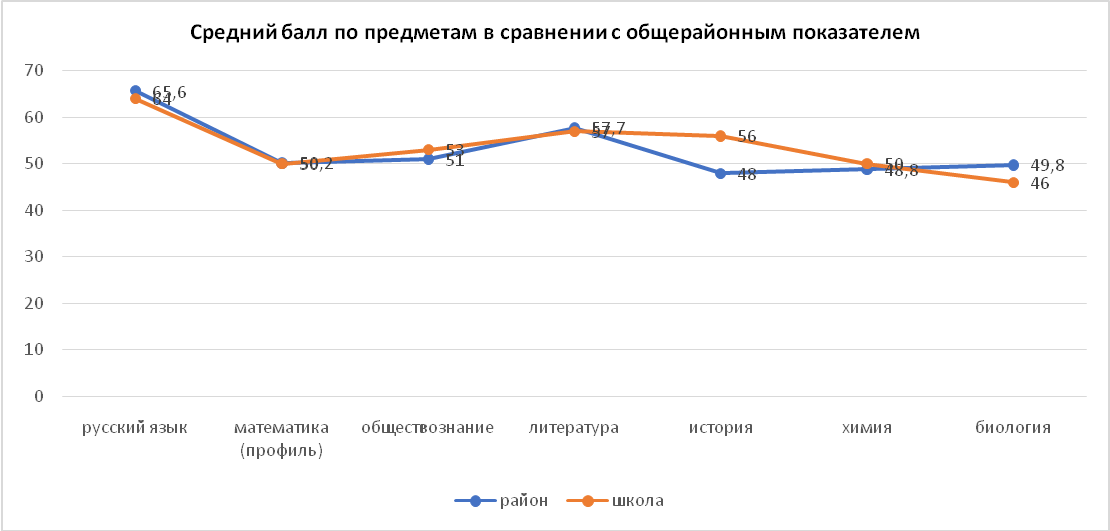 Средний балл по предметам в сравнении с общерайонным показателем
70
60
50
40
30
20
10
0
65,6
64
50,2
50
53
51
57,7
57
56
48
50
48,8
49,8
46
русский язык
математика
(профиль)
обществознание
литература
история
химия
биология
район
школа